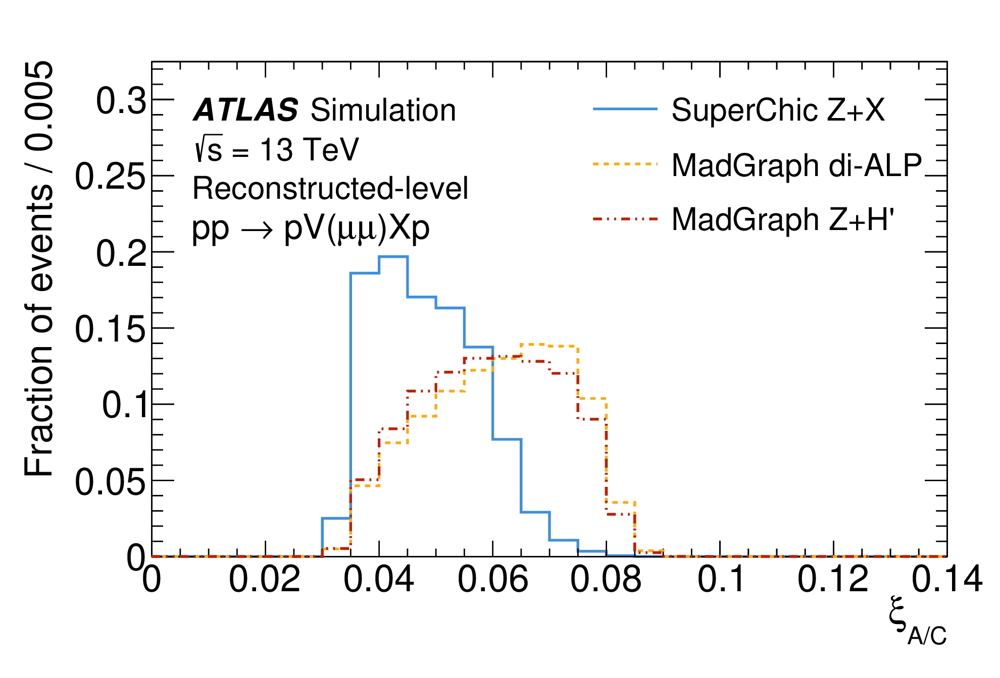 Fraction of events / 0.005
0.3
0.25
0.2
0.15
0.1
0.05
0
ATLAS Simulation
√s = 13 TeV
Reconstructed-level
pp → pV(μμ)Xp
SuperChic Z+X
MadGraph di-ALP
MadGraph Z+H'
0 0.02 0.04 0.06 0.08 0.1 0.12 0.14
ξ_A/C